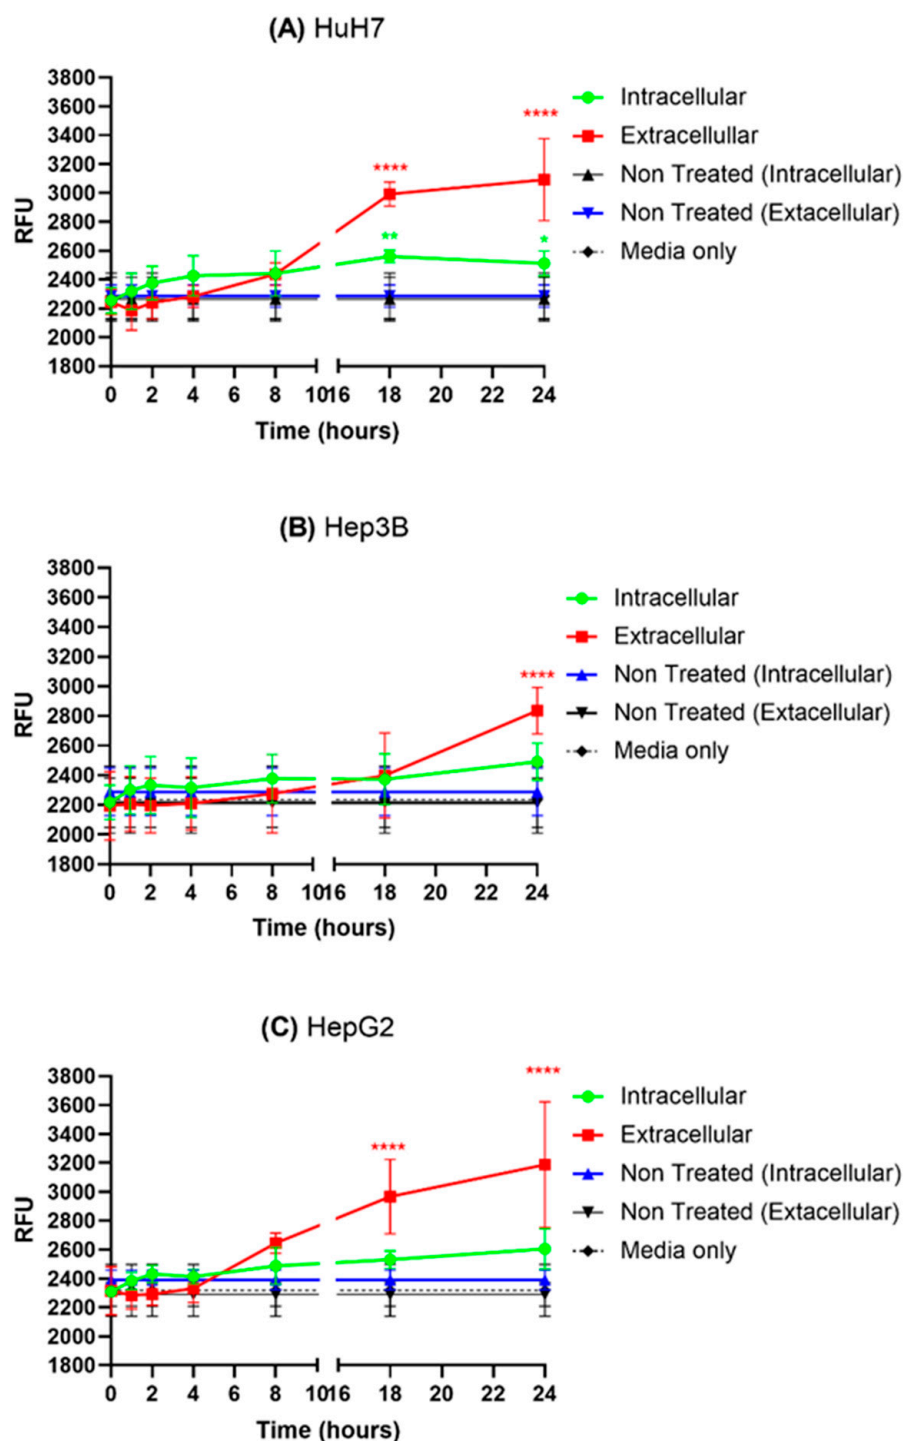 (A) HuH7
3800
3600
3400
3200
3000
2800
2600
2400
2200
2000
1800
RFU
****
****
**
*
0 2 4 6 8 10 16 18 20 22 24
Time (hours)
Intracellular
Extracellullar
Non Treated (Intracellular)
Non Treated (Extacellular)
Media only
(B) Hep3B
3800
3600
3400
3200
3000
2800
2600
2400
2200
2000
1800
RFU
****
0 2 4 6 8 10 16 18 20 22 24
Time (hours)
Intracellular
Extracellular
Non Treated (Intracellular)
Non Treated (Extacellular)
Media only
(C) HepG2
3800
3600
3400
3200
3000
2800
2600
2400
2200
2000
1800
RFU
****
****
0 2 4 6 8 10 16 18 20 22 24
Time (hours)
Intracellular
Extracellular
Non Treated (Intracellular)
Non Treated (Extacellular)
Media only